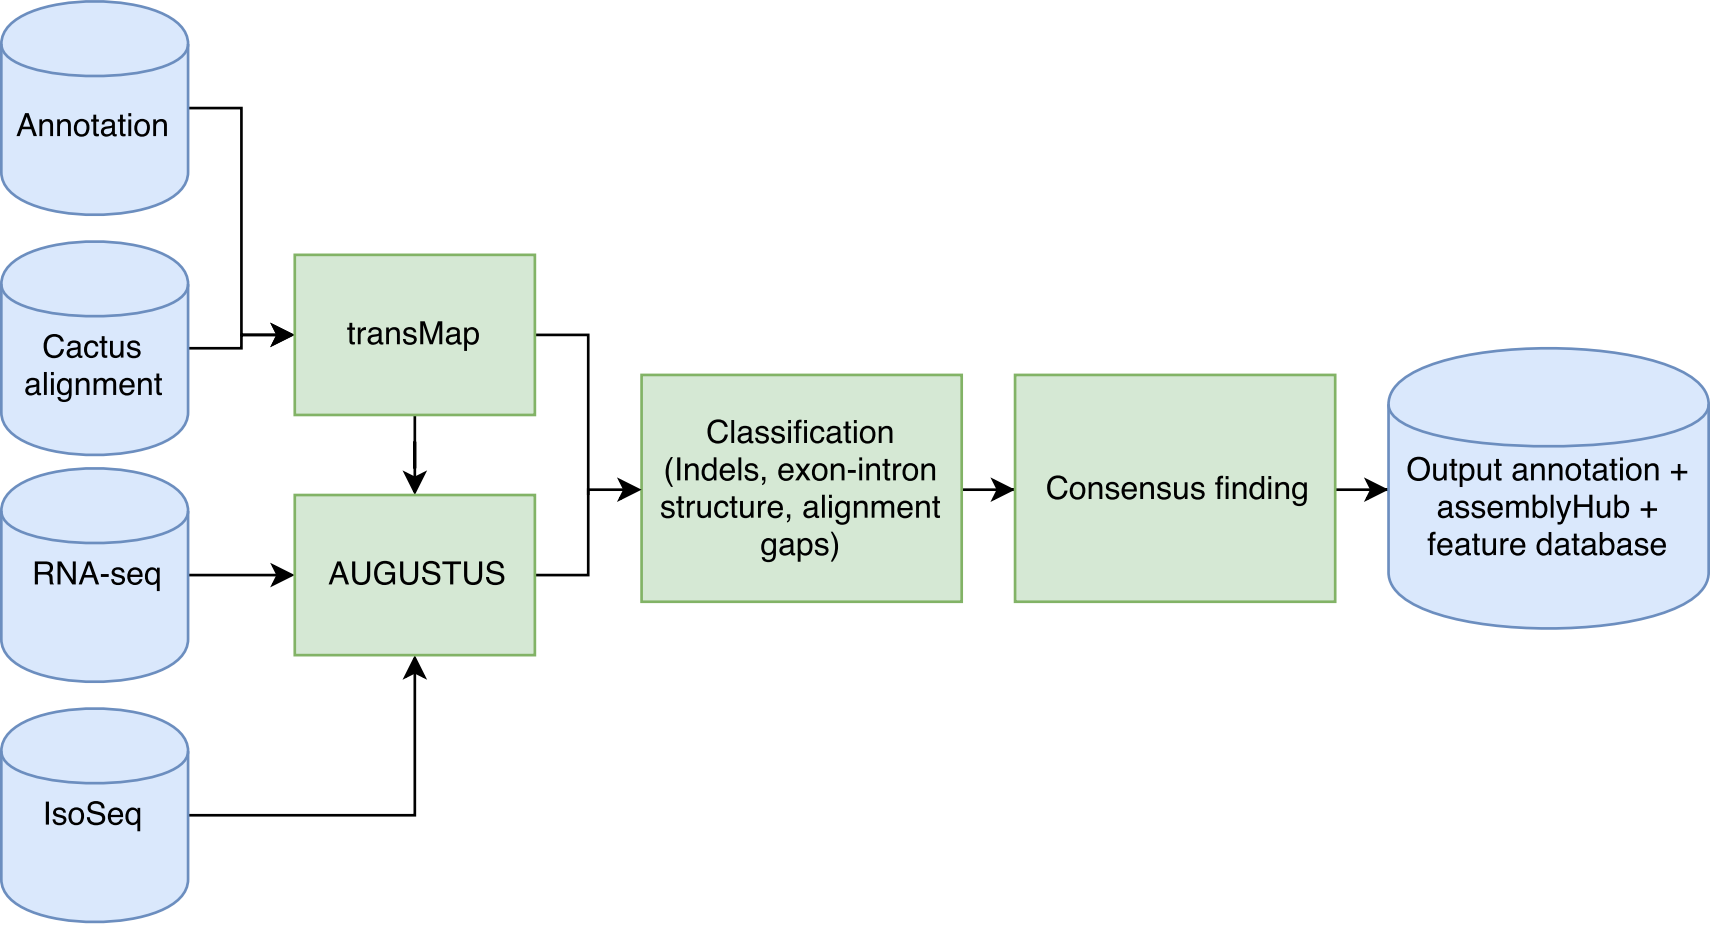 Annotation
Cactus
alignment
RNA-seq
IsoSeq
transMap
AUGUSTUS
Classification
(Indels, exon-intron
structure, alignment
gaps)
Consensus finding
Output annotation +
assemblyHub +
feature database